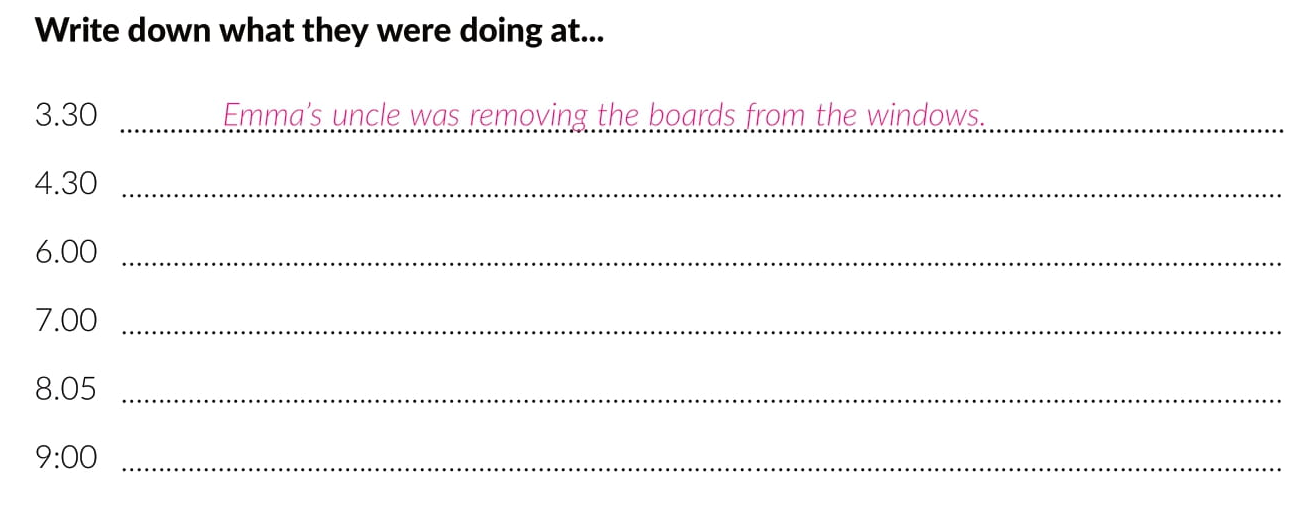 Write down what they were doing at...
3.30 Emma's uncle was removing the boards from the windows.
4.30
6.00
7.00
8.05
9:00